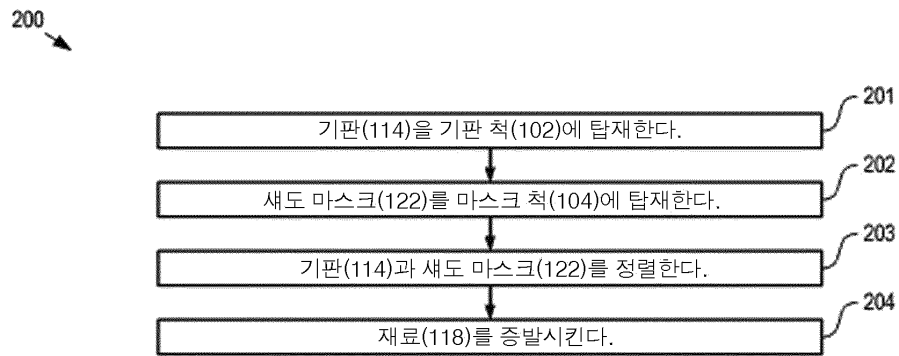 200
201
기판(114)을 기판 척(102)에 탑재한다.
202
섀도 마스크(122)를 마스크 척(104)에 탑재한다.
203
기판(114)과 섀도 마스크(122)를 정렬한다.
204
재료(118)를 증발시킨다.